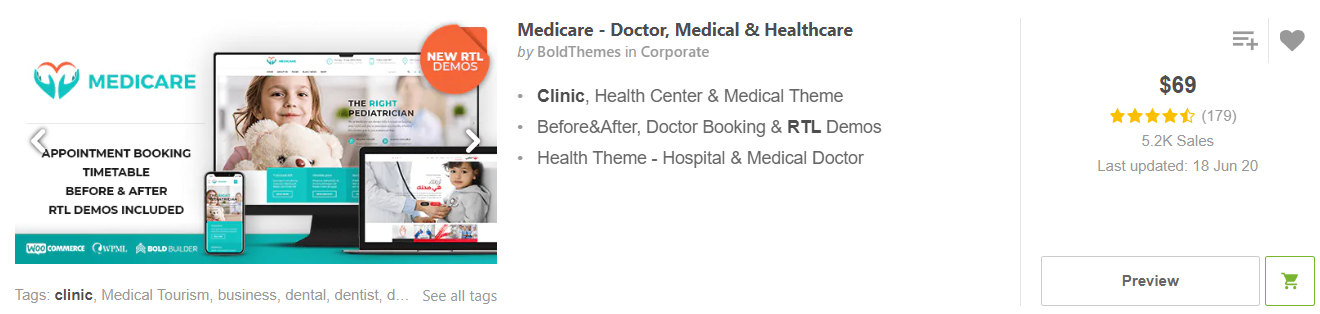 MEDICARE
APPOINTMENT BOOKING
TIMETABLE
BEFORE & AFTER
RTL DEMOS INCLUDED
WOO COMMERCE WPML BOLD BUILDER
NEW RTL
DEMOS
THE RIGHT
PEDIATRICIAN
Tags: clinic, Medical Tourism, business, dental, dentist, d... See all tags
Medicare - Doctor, Medical & Healthcare
by BoldThemes in Corporate
• Clinic, Health Center & Medical Theme
• Before&After, Doctor Booking & RTL Demos
• Health Theme - Hospital & Medical Doctor
$69
(179)
5.2K Sales
Last updated: 18 Jun 20
Preview